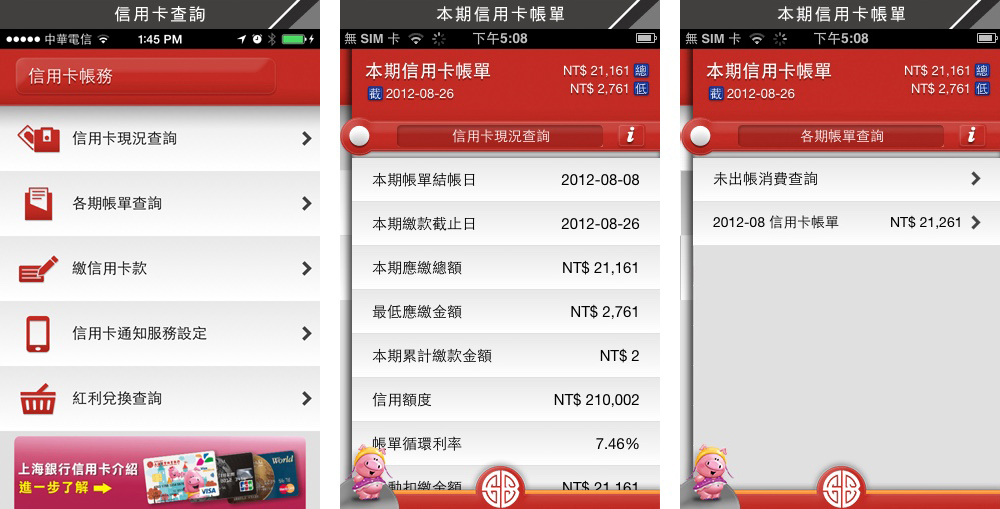 信用卡查詢
中華電信
1:45 PM
信用卡帳務
信用卡現況查詢
各期帳單查詢
繳信用卡款
信用卡通知服務設定
紅利兌換查詢
上海銀行信用卡介紹
進一步了解
VISA
JCB
World
MasterCard
本期信用卡帳單
無 SIM 卡
下午5:08
本期信用卡帳單
NT$ 21,161 總
截 2012-08-26
NT$ 2,761 低
信用卡現況查詢
i
本期帳單結帳日 2012-08-08
本期繳款截止日 2012-08-26
本期應繳總額 NT$ 21,161
最低應繳金額 NT$ 2,761
本期累計繳款金額 NT$ 2
信用額度 NT$ 210,002
帳單循環利率 7.46%
動扣繳金額 NT$ 21,161
本期信用卡帳單
無 SIM 卡
下午5:08
本期信用卡帳單
NT$ 21,161 總
截 2012-08-26
NT$ 2,761 低
各期帳單查詢
i
未出帳消費查詢
2012-08 信用卡帳單 NT$ 21,261